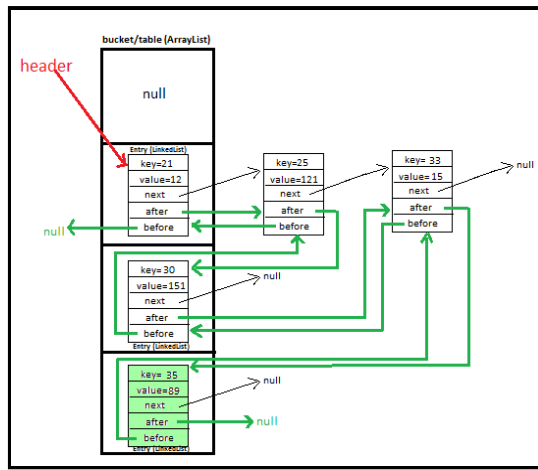 bucket/table (ArrayList)
header
null
Entry (LinkedList)
key=21
value=12
next
after
before
null
key=25
value=121
next
after
before
key= 33
value=15
next
after
before
null
key=30
value=151
next
after
before
Entry (LinkedList)
null
key= 35
value=89
next
after
before
Entry (LinkedList)
null
null